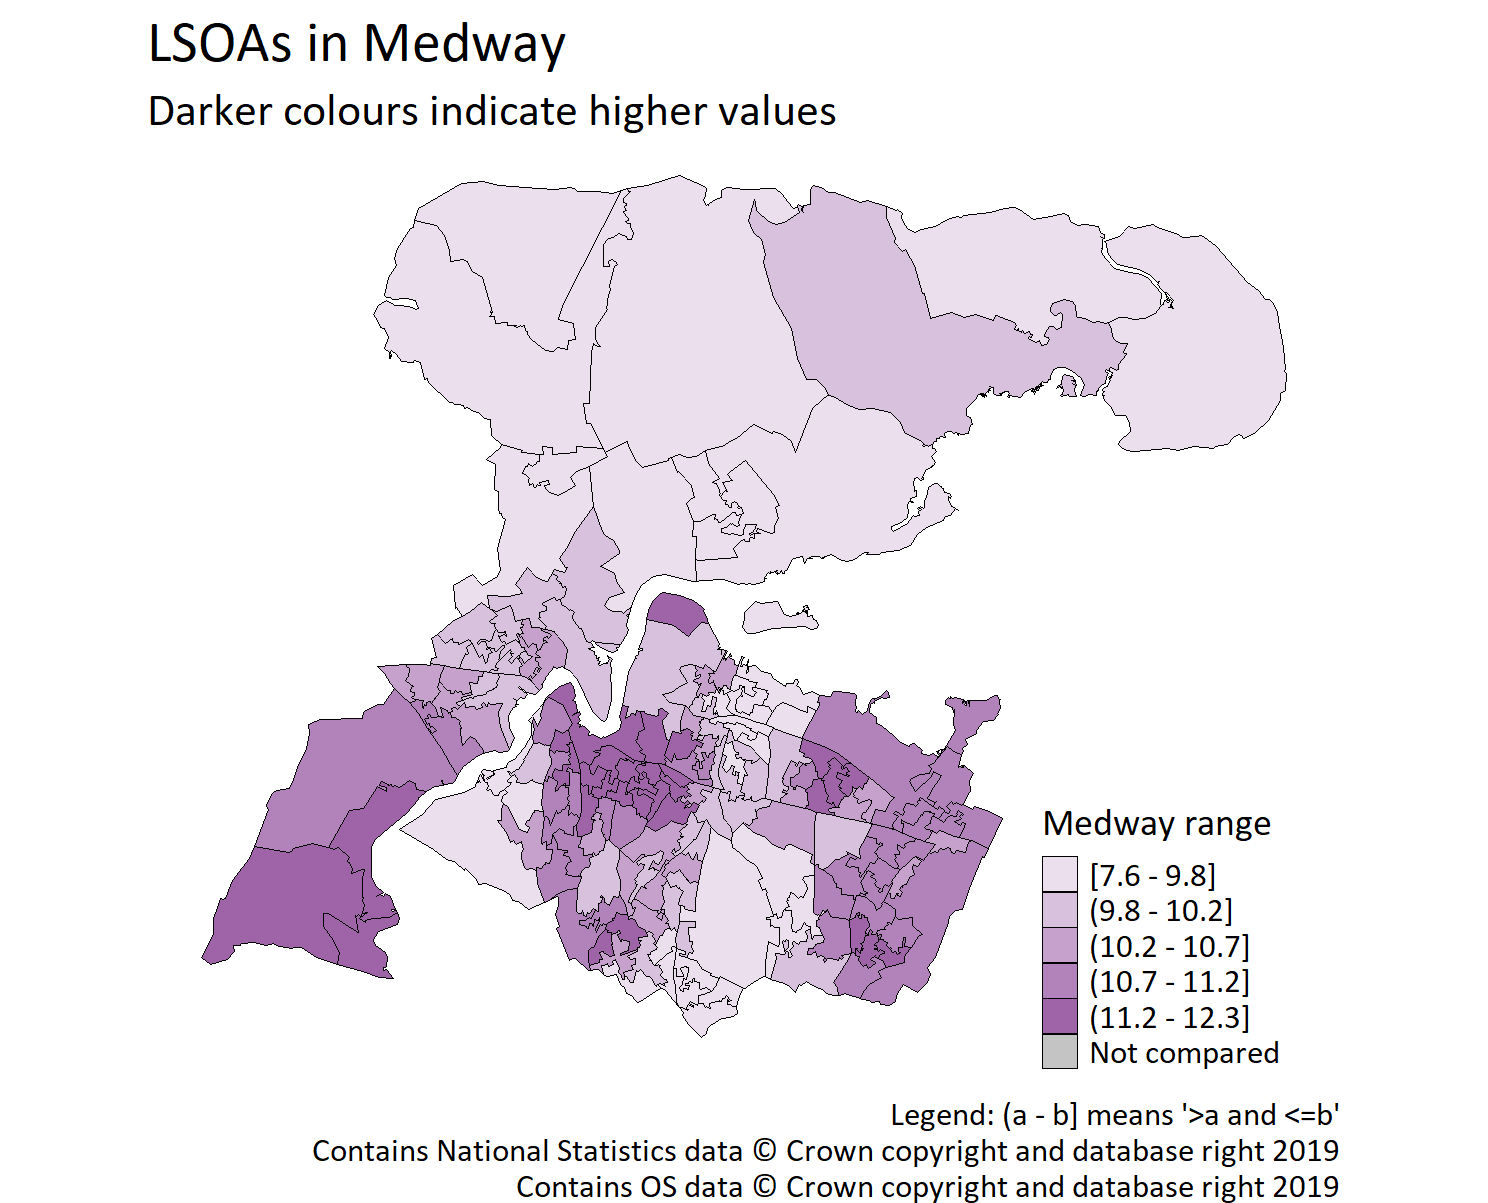 LSOAs in Medway
Darker colours indicate higher values
Medway range
[7.6 - 9.8]
(9.8 - 10.2]
(10.2 - 10.7]
(10.7 - 11.2]
(11.2 - 12.3]
Not compared
Legend: (a - b] means '>a and <=b'
Contains National Statistics data © Crown copyright and database right 2019
Contains OS data © Crown copyright and database right 2019